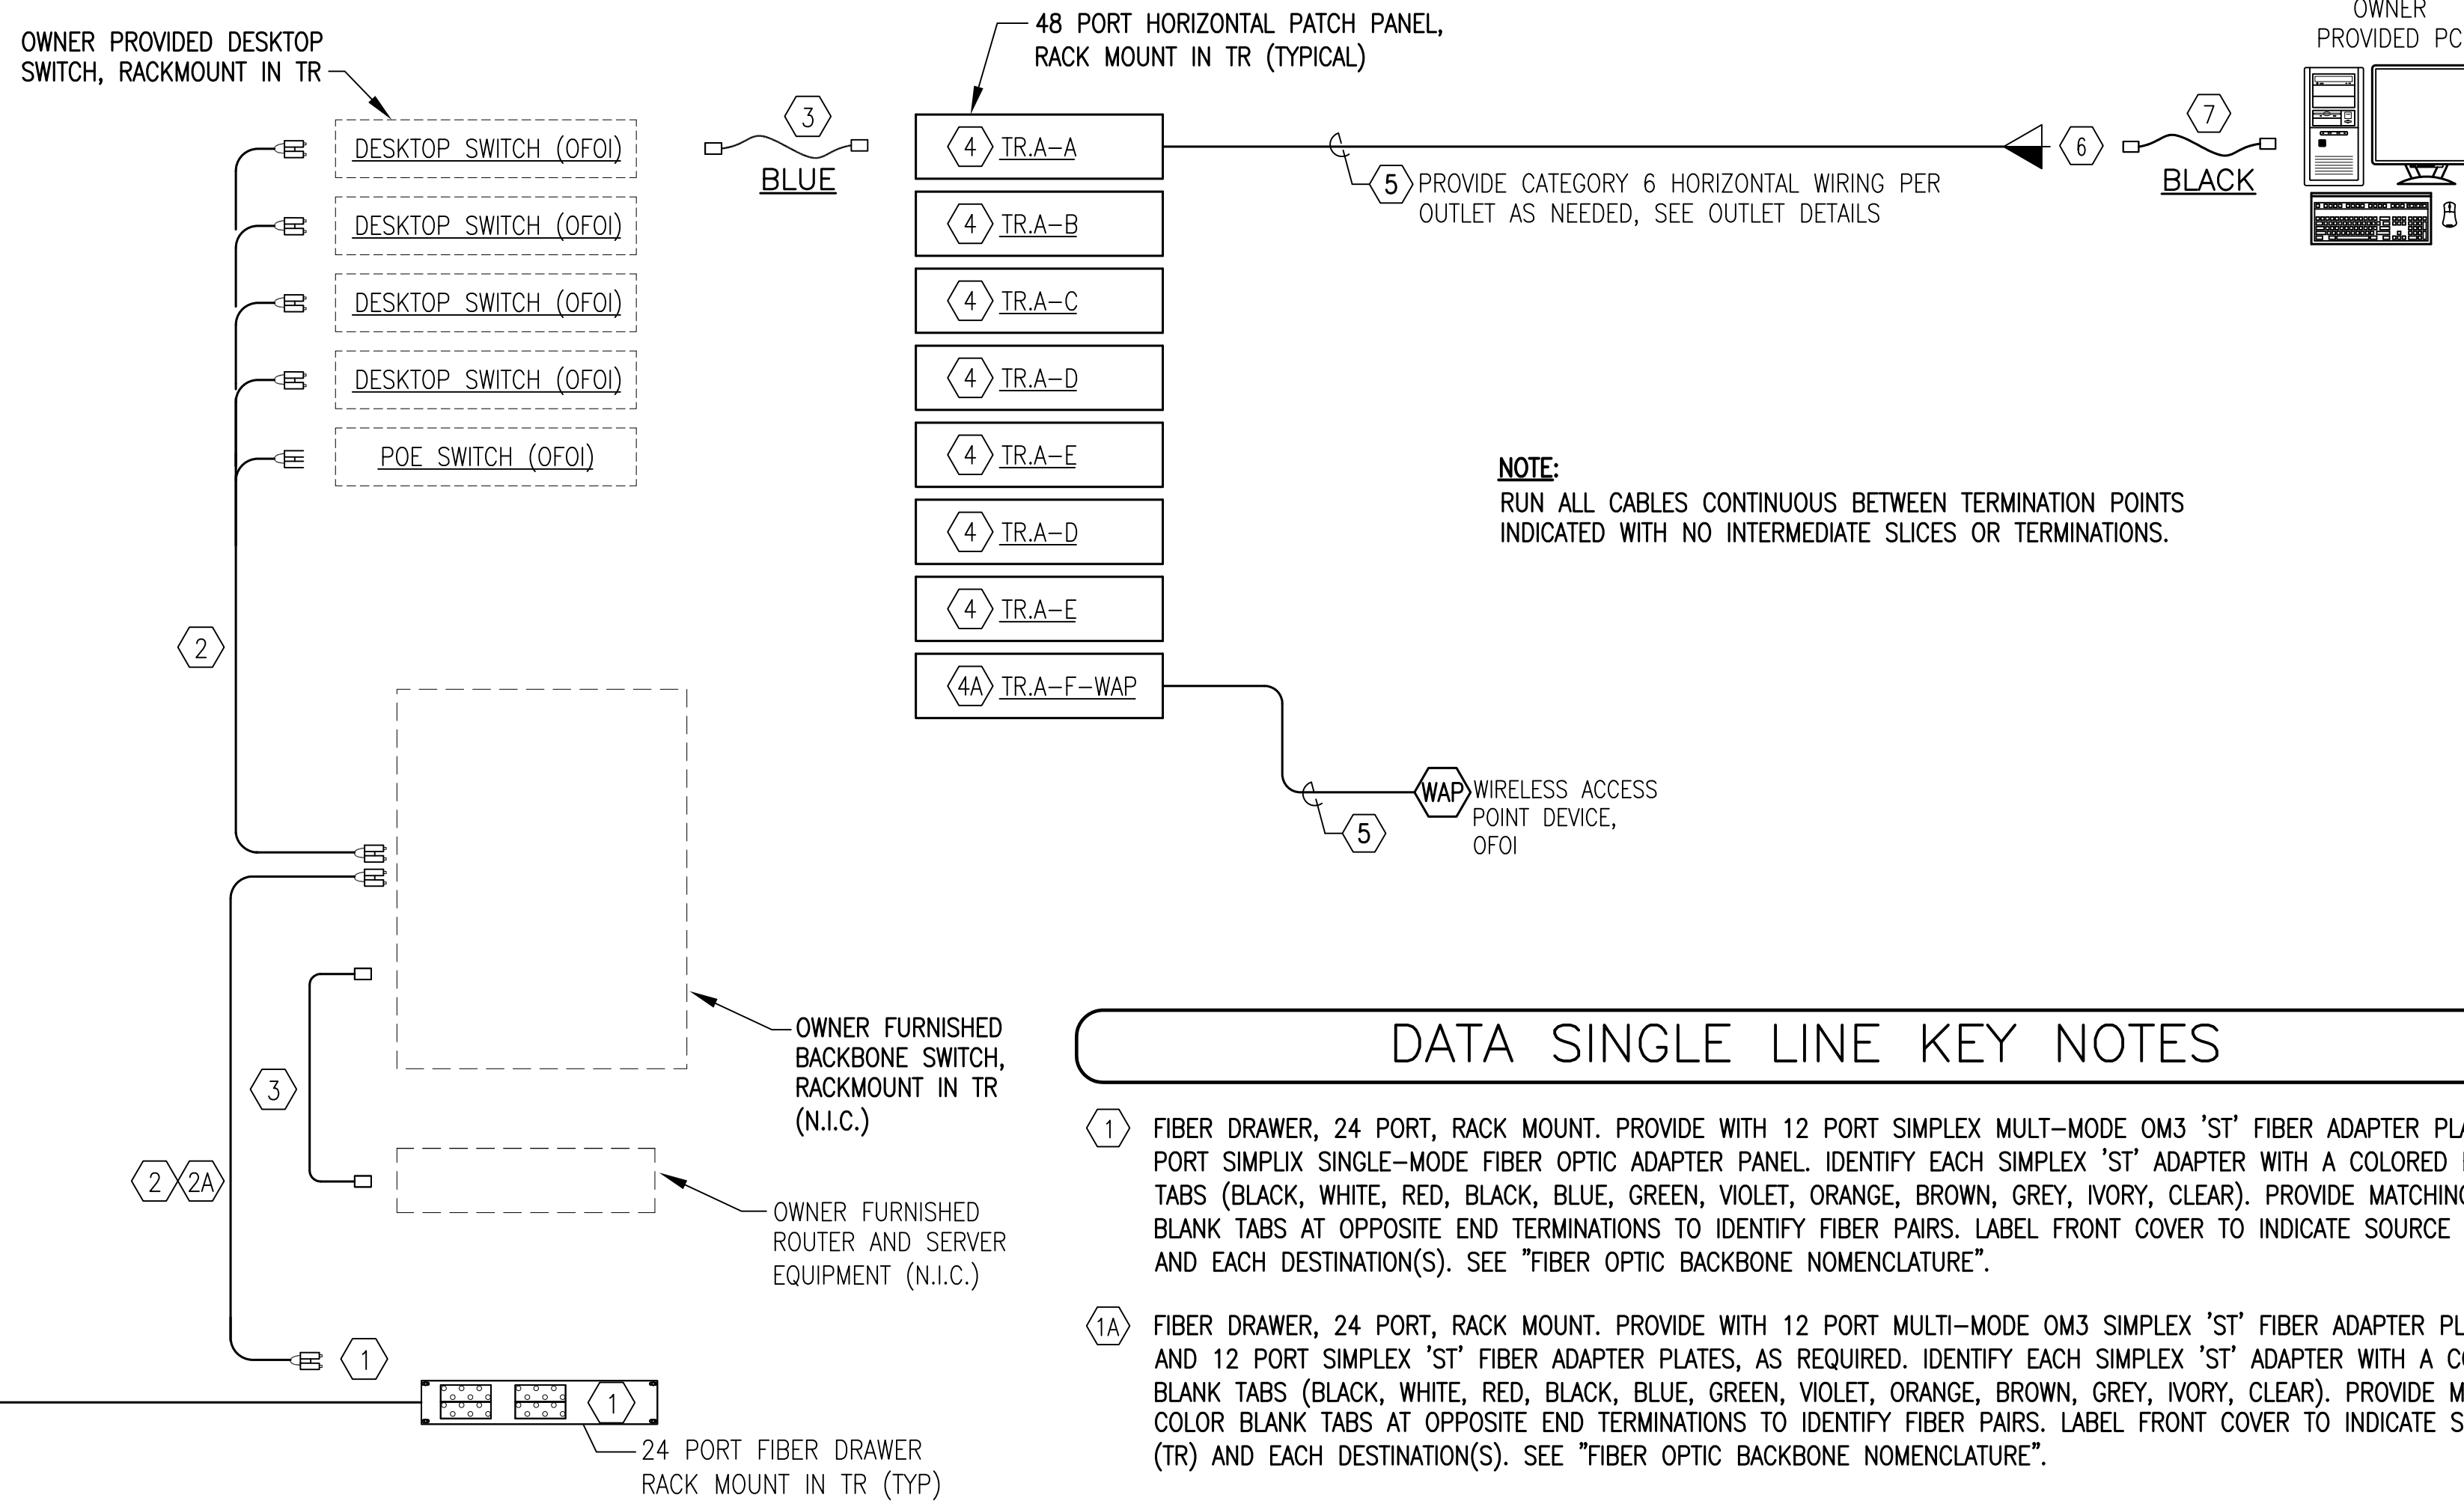 OWNER PROVIDED DESKTOP
SWITCH, RACKMOUNT IN TR
48 PORT HORIZONTAL PATCH PANEL,
RACK MOUNT IN TR (TYPICAL)
OWNER
PROVIDED PC
DESKTOP SWITCH (OFOI)
3
BLUE
4 TR.A-A
6
7
BLACK
5 PROVIDE CATEGORY 6 HORIZONTAL WIRING PER
OUTLET AS NEEDED, SEE OUTLET DETAILS
DESKTOP SWITCH (OFOI)
4 TR.A-B
DESKTOP SWITCH (OFOI)
4 TR.A-C
DESKTOP SWITCH (OFOI)
4 TR.A-D
POE SWITCH (OFOI)
4 TR.A-E
4 TR.A-D
4 TR.A-E
4A TR.A-F-WAP
NOTE:
RUN ALL CABLES CONTINUOUS BETWEEN TERMINATION POINTS
INDICATED WITH NO INTERMEDIATE SLICES OR TERMINATIONS.
2
WAP WIRELESS ACCESS
POINT DEVICE,
OFOI
5
OWNER FURNISHED
BACKBONE SWITCH,
RACKMOUNT IN TR
(N.I.C.)
3
2 2A
OWNER FURNISHED
ROUTER AND SERVER
EQUIPMENT (N.I.C.)
1
1
24 PORT FIBER DRAWER
RACK MOUNT IN TR (TYP)
DATA SINGLE LINE KEY NOTES
1 FIBER DRAWER, 24 PORT, RACK MOUNT. PROVIDE WITH 12 PORT SIMPLEX MULT-MODE OM3 'ST' FIBER ADAPTER
PORT SIMPLIX SINGLE-MODE FIBER OPTIC ADAPTER PANEL. IDENTIFY EACH SIMPLEX 'ST' ADAPTER WITH A COLORED
TABS (BLACK, WHITE, RED, BLACK, BLUE, GREEN, VIOLET, ORANGE, BROWN, GREY, IVORY, CLEAR). PROVIDE MATCHING
BLANK TABS AT OPPOSITE END TERMINATIONS TO IDENTIFY FIBER PAIRS. LABEL FRONT COVER TO INDICATE SOURCE
AND EACH DESTINATION(S). SEE "FIBER OPTIC BACKBONE NOMENCLATURE".
1A FIBER DRAWER, 24 PORT, RACK MOUNT. PROVIDE WITH 12 PORT MULTI-MODE OM3 SIMPLEX 'ST' FIBER ADAPTER
AND 12 PORT SIMPLEX 'ST' FIBER ADAPTER PLATES, AS REQUIRED. IDENTIFY EACH SIMPLEX 'ST' ADAPTER WITH A
BLANK TABS (BLACK, WHITE, RED, BLACK, BLUE, GREEN, VIOLET, ORANGE, BROWN, GREY, IVORY, CLEAR). PROVIDE
COLOR BLANK TABS AT OPPOSITE END TERMINATIONS TO IDENTIFY FIBER PAIRS. LABEL FRONT COVER TO INDICATE
(TR) AND EACH DESTINATION(S). SEE "FIBER OPTIC BACKBONE NOMENCLATURE".